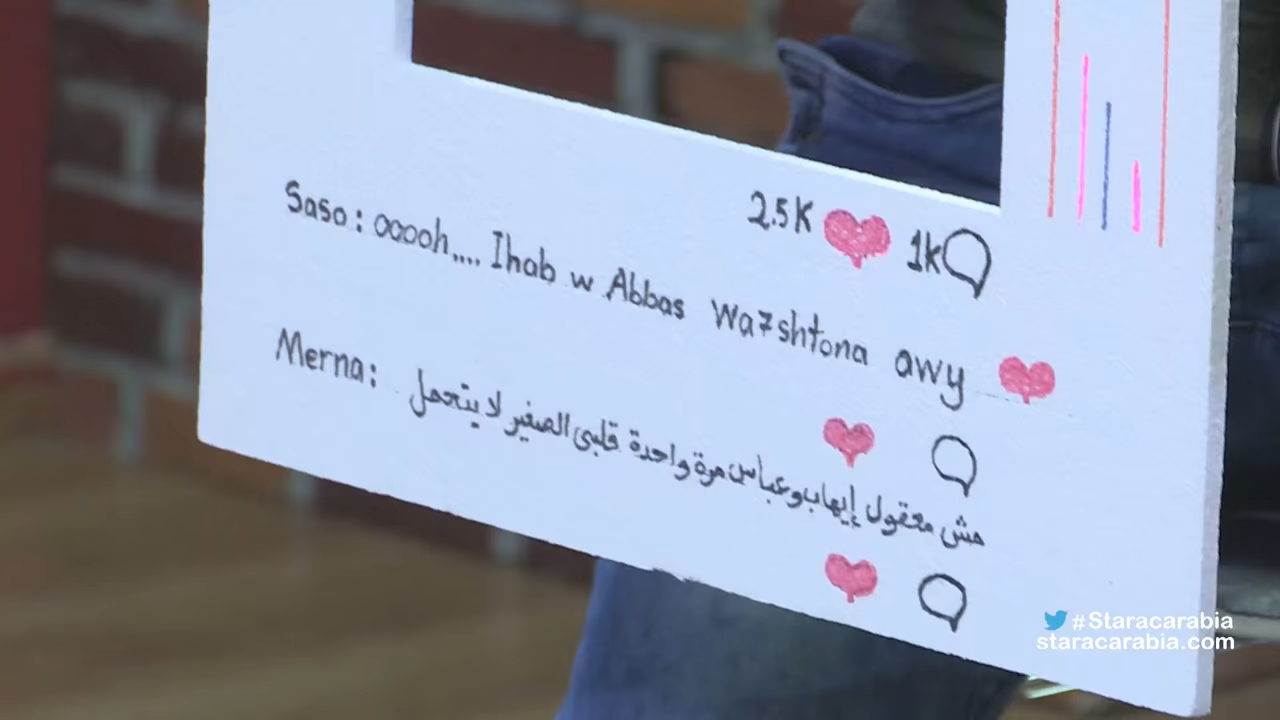 2.5K 1K
Saso: ooooh.... Ihab w Abbas Wa7shtona awy
Merna: مش معقول إيهاب وعباس مرة واحدة قلبى الصغير لا يتحمل
#Staracarabia
staracarabia.com